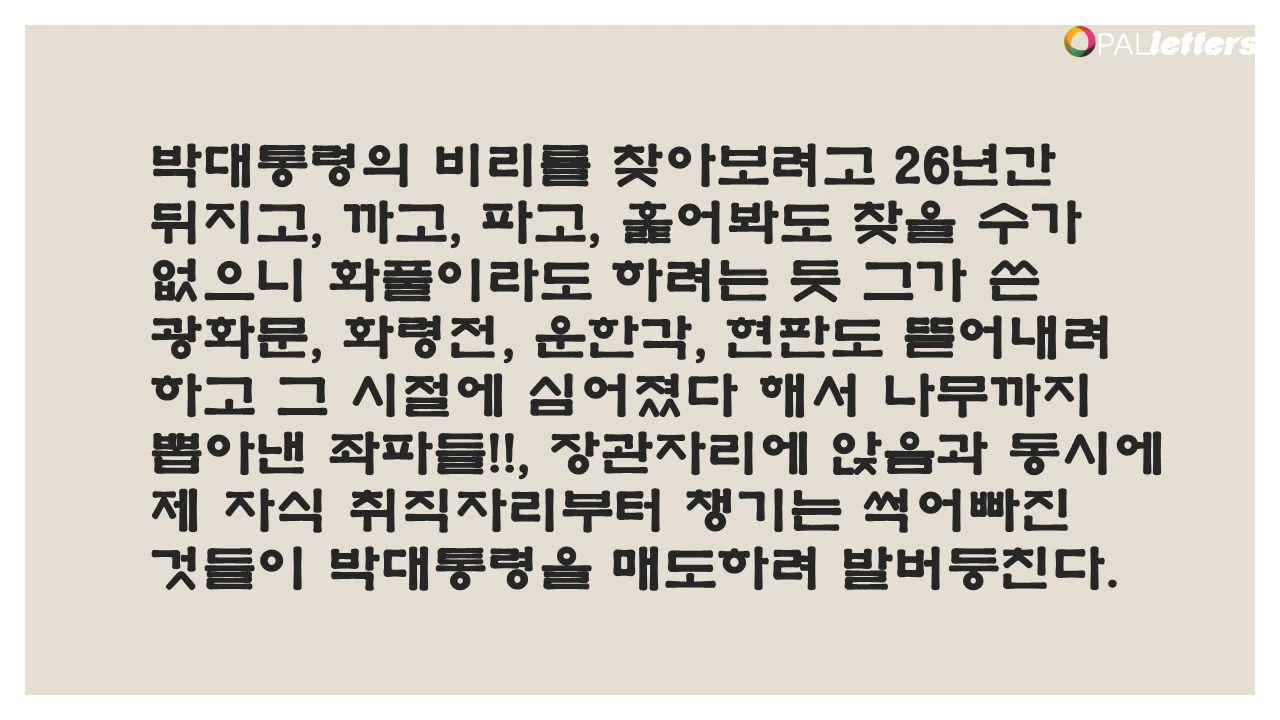 OPALletters
박대통령의 비리를 찾아보려고 26년간
뒤지고, 까고, 파고, 훑어봐도 찾을 수가
없으니 화풀이라도 하려는 듯 그가 쓴
광화문, 화령전, 운한각, 현판도 뜯어내려
하고 그 시절에 심어졌다 해서 나무까지
뽑아낸 좌파들!!, 장관자리에 앉음과 동시에
제 자식 취직자리부터 챙기는 썩어빠진
것들이 박대통령을 매도하려 발버둥친다.